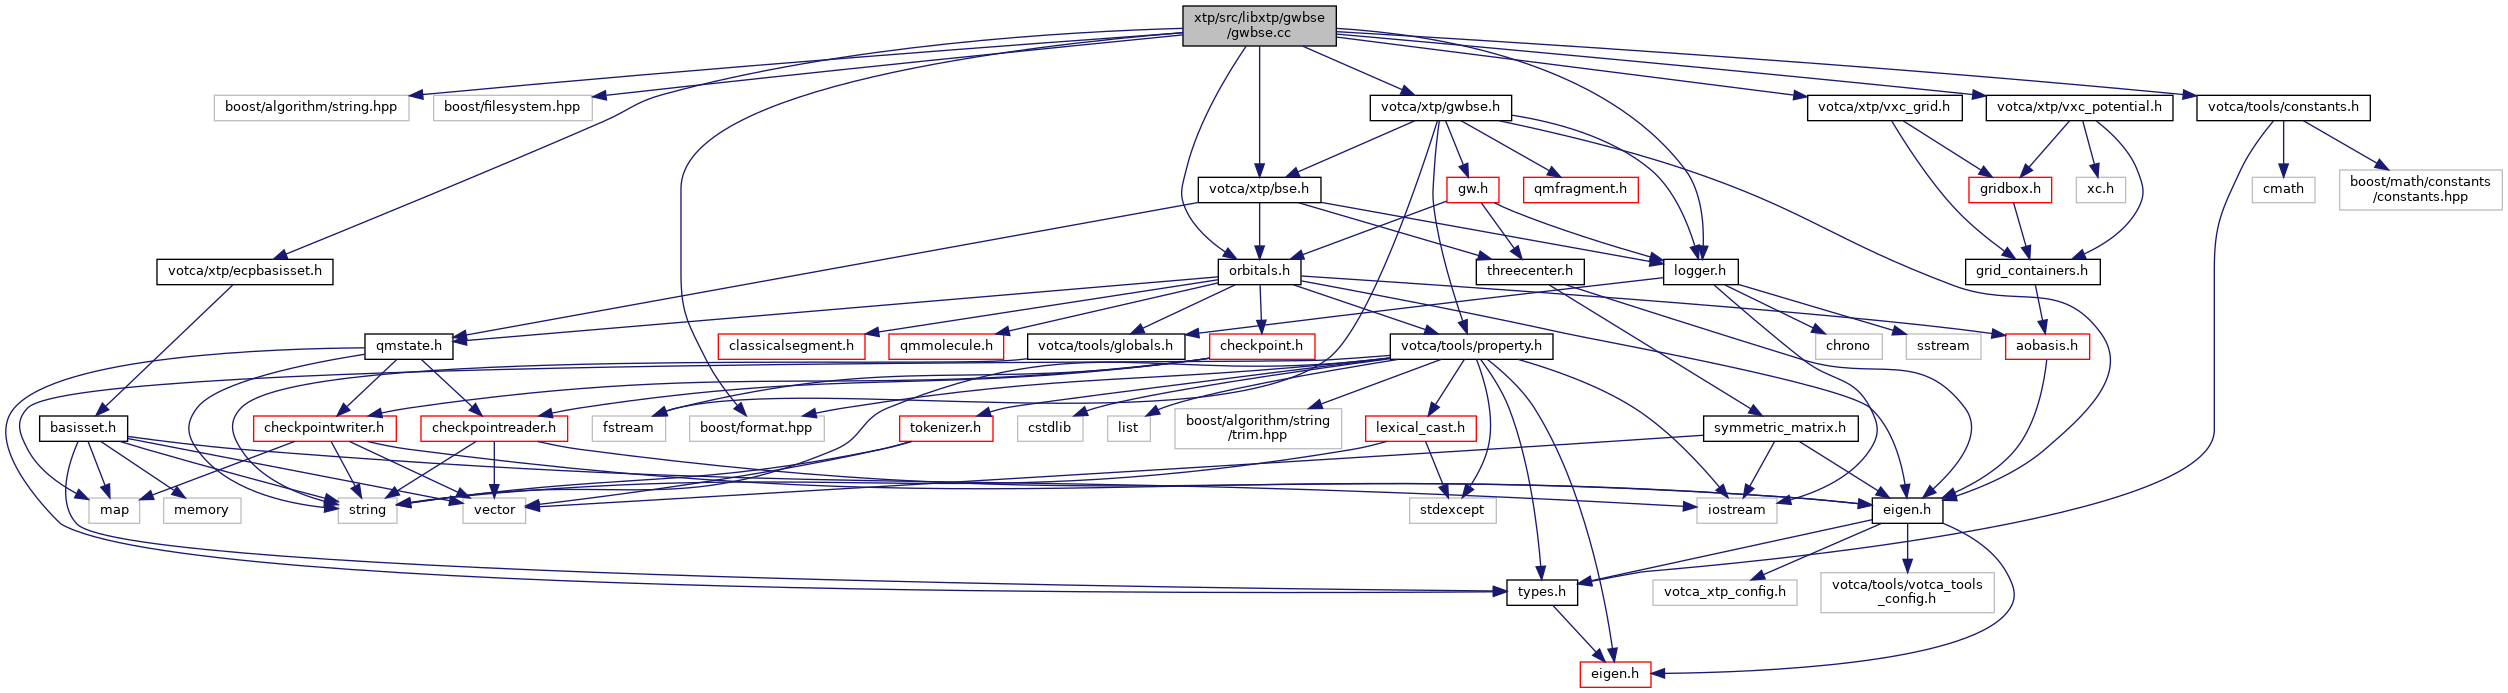 xtp/src/libxtp/gwbse
/gwbse.cc
boost/algorithm/string.hpp
boost/filesystem.hpp
votca/xtp/gwbse.h
votca/xtp/vxc_grid.h
votca/xtp/vxc_potential.h
votca/tools/constants.h
votca/xtp/bse.h
gw.h
qmfragment.h
gridbox.h
xc.h
cmath
boost/math/constants
/constants.hpp
votca/xtp/ecpbasisset.h
orbitals.h
threecenter.h
logger.h
grid_containers.h
qmstate.h
classicalsegment.h
qmmolecule.h
votca/tools/globals.h
checkpoint.h
votca/tools/property.h
chrono
sstream
aobasis.h
basisset.h
checkpointwriter.h
checkpointreader.h
fstream
boost/format.hpp
tokenizer.h
cstdlib
list
boost/algorithm/string
/trim.hpp
lexical_cast.h
symmetric_matrix.h
map
memory
string
vector
stdexcept
iostream
eigen.h
types.h
votca_xtp_config.h
votca/tools/votca_tools
_config.h
eigen.h